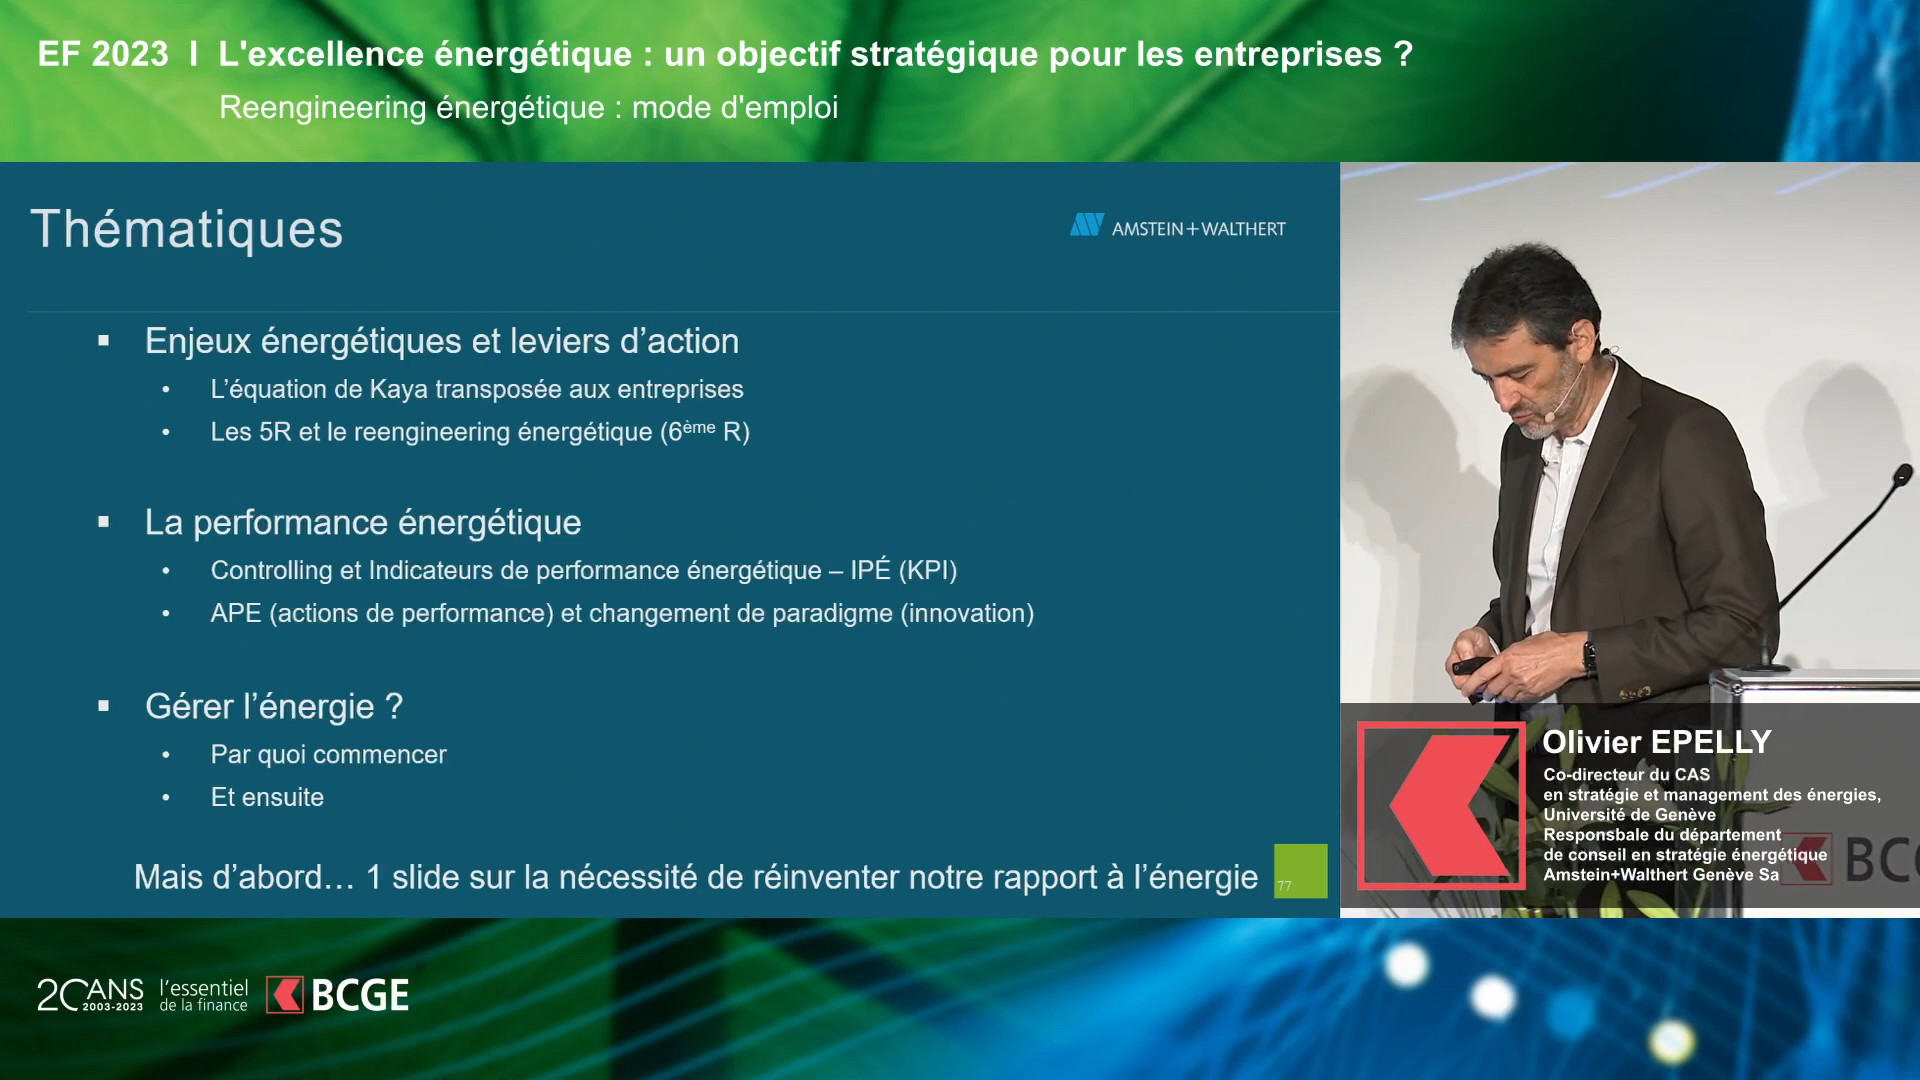 EF 2023 I L'excellence énergétique : un objectif stratégique pour les entreprises ?
Reengineering énergétique : mode d'emploi
Thématiques
AMSTEIN+WALTHERT
▪ Enjeux énergétiques et leviers d’action
• L’équation de Kaya transposée aux entreprises
• Les 5R et le reengineering énergétique (6ème R)
▪ La performance énergétique
• Controlling et Indicateurs de performance énergétique – IPÉ (KPI)
• APE (actions de performance) et changement de paradigme (innovation)
▪ Gérer l’énergie ?
• Par quoi commencer
• Et ensuite
Mais d’abord… 1 slide sur la nécessité de réinventer notre rapport à l’énergie
77
Olivier EPELLY
Co-directeur du CAS
en stratégie et management des énergies,
Université de Genève
Responsbale du département
de conseil en stratégie énergétique
Amstein+Walthert Genève Sa
BC
20ANS
2003-2023
l'essentiel
de la finance
BCGE